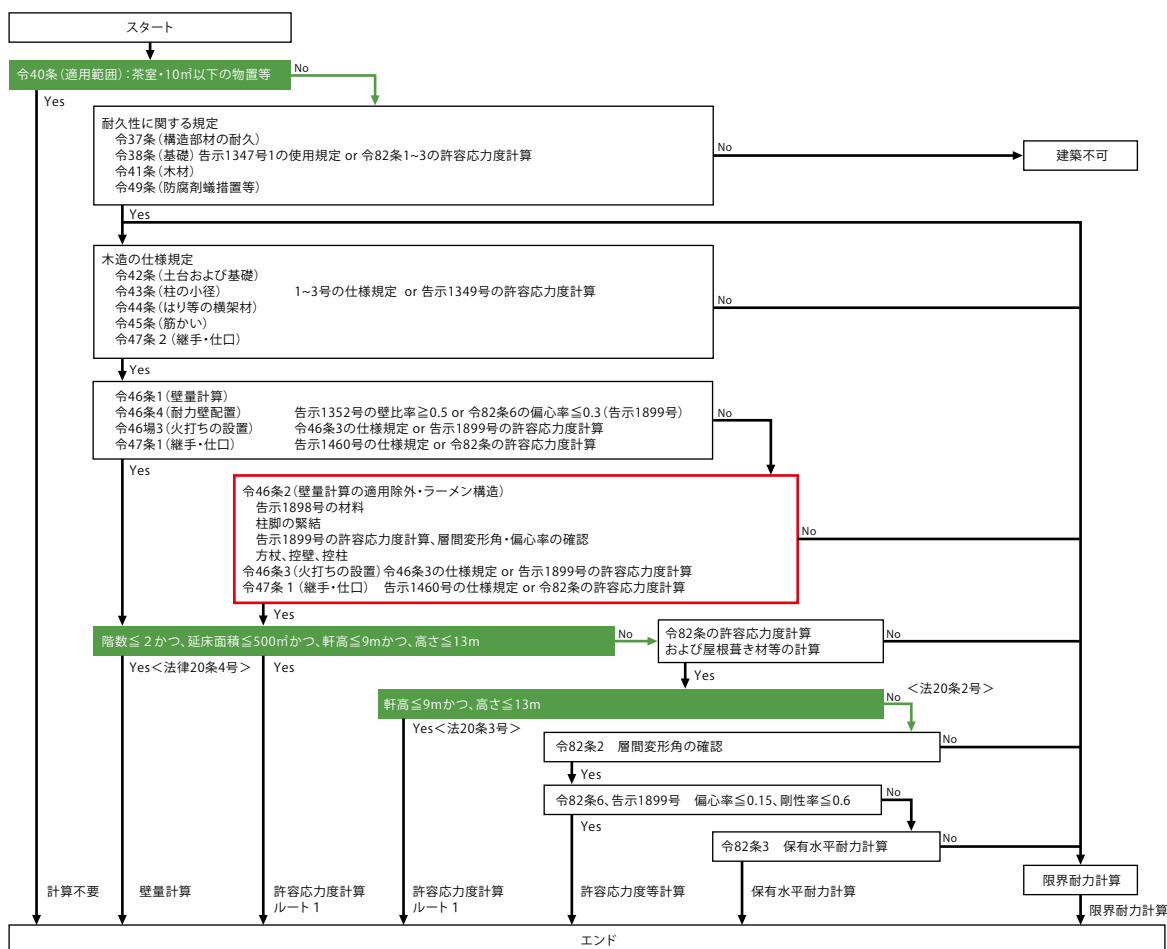 スタート
令40条(適用範囲):茶室・10㎡以下の物置等
No
Yes
耐久性に関する規定
令37条(構造部材の耐久)
令38条(基礎) 告示1347号1の使用規定 or 令82条1~3の許容応力度計算
令41条(木材)
令49条(防腐剤蟻措置等)
No
建築不可
Yes
木造の仕様規定
令42条(土台および基礎)
令43条(柱の小径) 1~3号の仕様規定 or 告示1349号の許容応力度計算
令44条(はり等の横架材)
令45条(筋かい)
令47条2(継手・仕口)
No
Yes
令46条1(壁量計算)
令46条4(耐力壁配置) 告示1352号の壁比率≧0.5 or 令82条6の偏心率≦0.3(告示1899号)
令46場3(火打ちの設置) 令46条3の仕様規定 or 告示1899号の許容応力度計算
令47条1(継手・仕口) 告示1460号の仕様規定 or 令82条の許容応力度計算
No
Yes
令46条2(壁量計算の適用除外・ラーメン構造)
告示1898号の材料
柱脚の緊結
告示1899号の許容応力度計算、層間変形角・偏心率の確認
方杖、控壁、控柱
令46条3(火打ちの設置) 令46条3の仕様規定 or 告示1899号の許容応力度計算
令47条1(継手・仕口) 告示1460号の仕様規定 or 令82条の許容応力度計算
No
Yes
階数≦2かつ、延床面積≦500㎡かつ、軒高≦9mかつ、高さ≦13m
No
令82条の許容応力度計算
および屋根葺き材等の計算
No
Yes<法律20条4号>
Yes
Yes
軒高≦9mかつ、高さ≦13m
No
<法20条2号>
Yes<法20条3号>
令82条2 層間変形角の確認
No
Yes
令82条6、告示1899号 偏心率≦0.15、剛性率≦0.6
No
Yes
令82条3 保有水平耐力計算
No
限界耐力計算
計算不要
壁量計算
許容応力度計算
ルート1
許容応力度計算
ルート1
許容応力度等計算
保有水平耐力計算
限界耐力計算
エンド